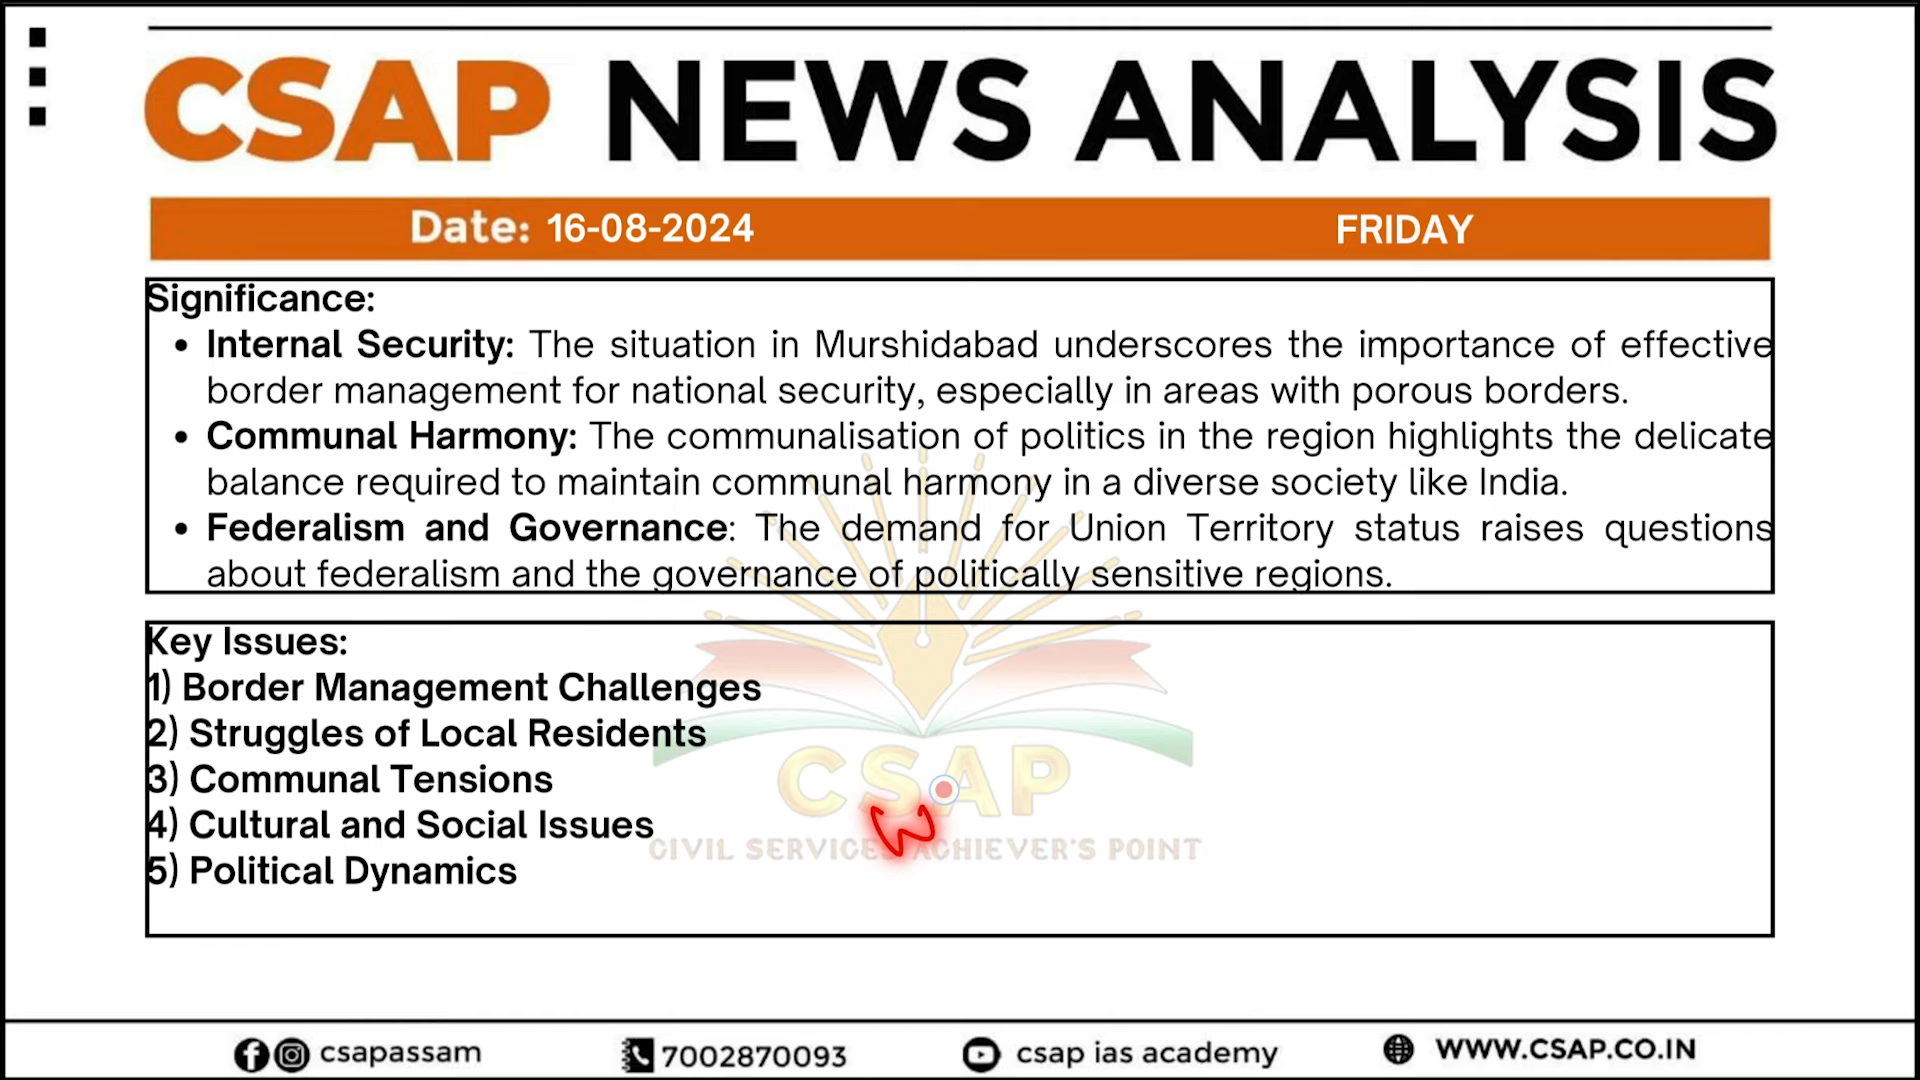 CSAP NEWS ANALYSIS
Date: 16-08-2024 FRIDAY
Significance:
• Internal Security: The situation in Murshidabad underscores the importance of effective
border management for national security, especially in areas with porous borders.
• Communal Harmony: The communalisation of politics in the region highlights the delicate
balance required to maintain communal harmony in a diverse society like India.
• Federalism and Governance: The demand for Union Territory status raises questions
about federalism and the governance of politically sensitive regions.
Key Issues:
1) Border Management Challenges
2) Struggles of Local Residents
3) Communal Tensions
4) Cultural and Social Issues
5) Political Dynamics
CSAP
CIVIL SERVICES ACHIEVER'S POINT
csapassam 7002870093 csap ias academy WWW.CSAP.CO.IN